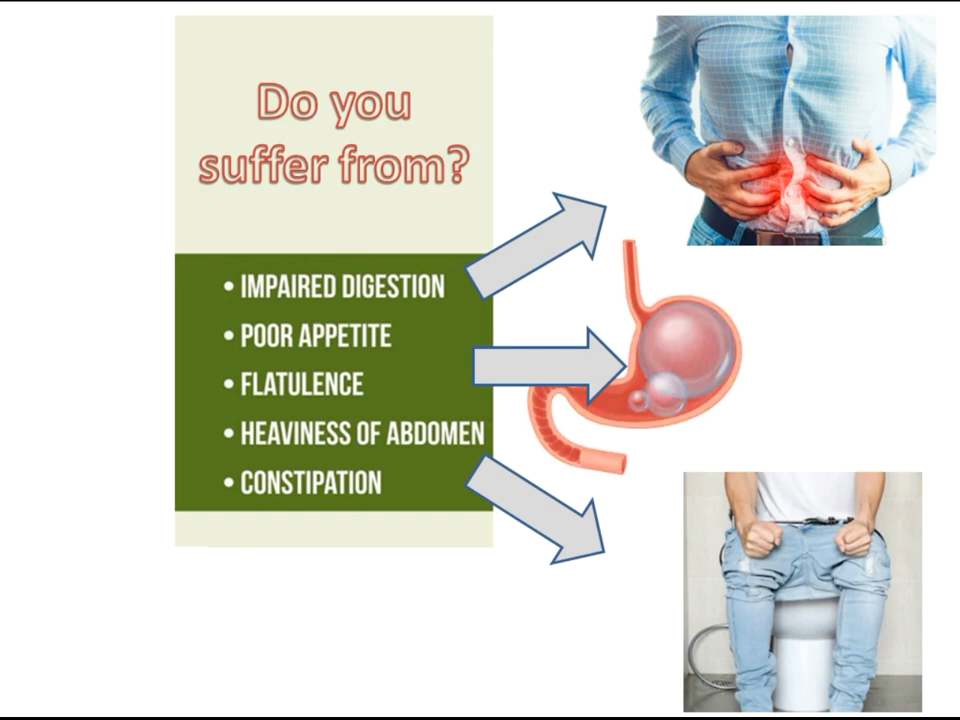 Do you
suffer from?
• IMPAIRED DIGESTION
• POOR APPETITE
• FLATULENCE
• HEAVINESS OF ABDOMEN
• CONSTIPATION